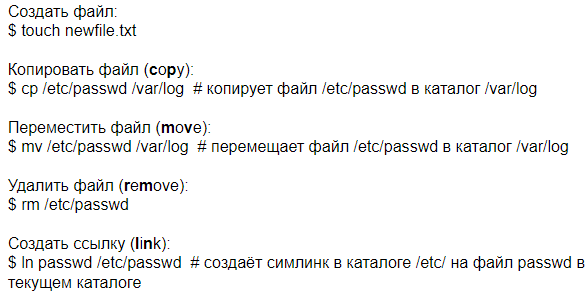 Создать файл:
$ touch newfile.txt
Копировать файл (copy):
$ cp /etc/passwd /var/log # копирует файл /etc/passwd в каталог /var/log
Переместить файл (move):
$ mv /etc/passwd /var/log # перемещает файл /etc/passwd в каталог /var/log
Удалить файл (remove):
$ rm /etc/passwd
Создать ссылку (link):
$ ln passwd /etc/passwd # создаёт симлинк в каталоге /etc/ на файл passwd в
текущем каталоге